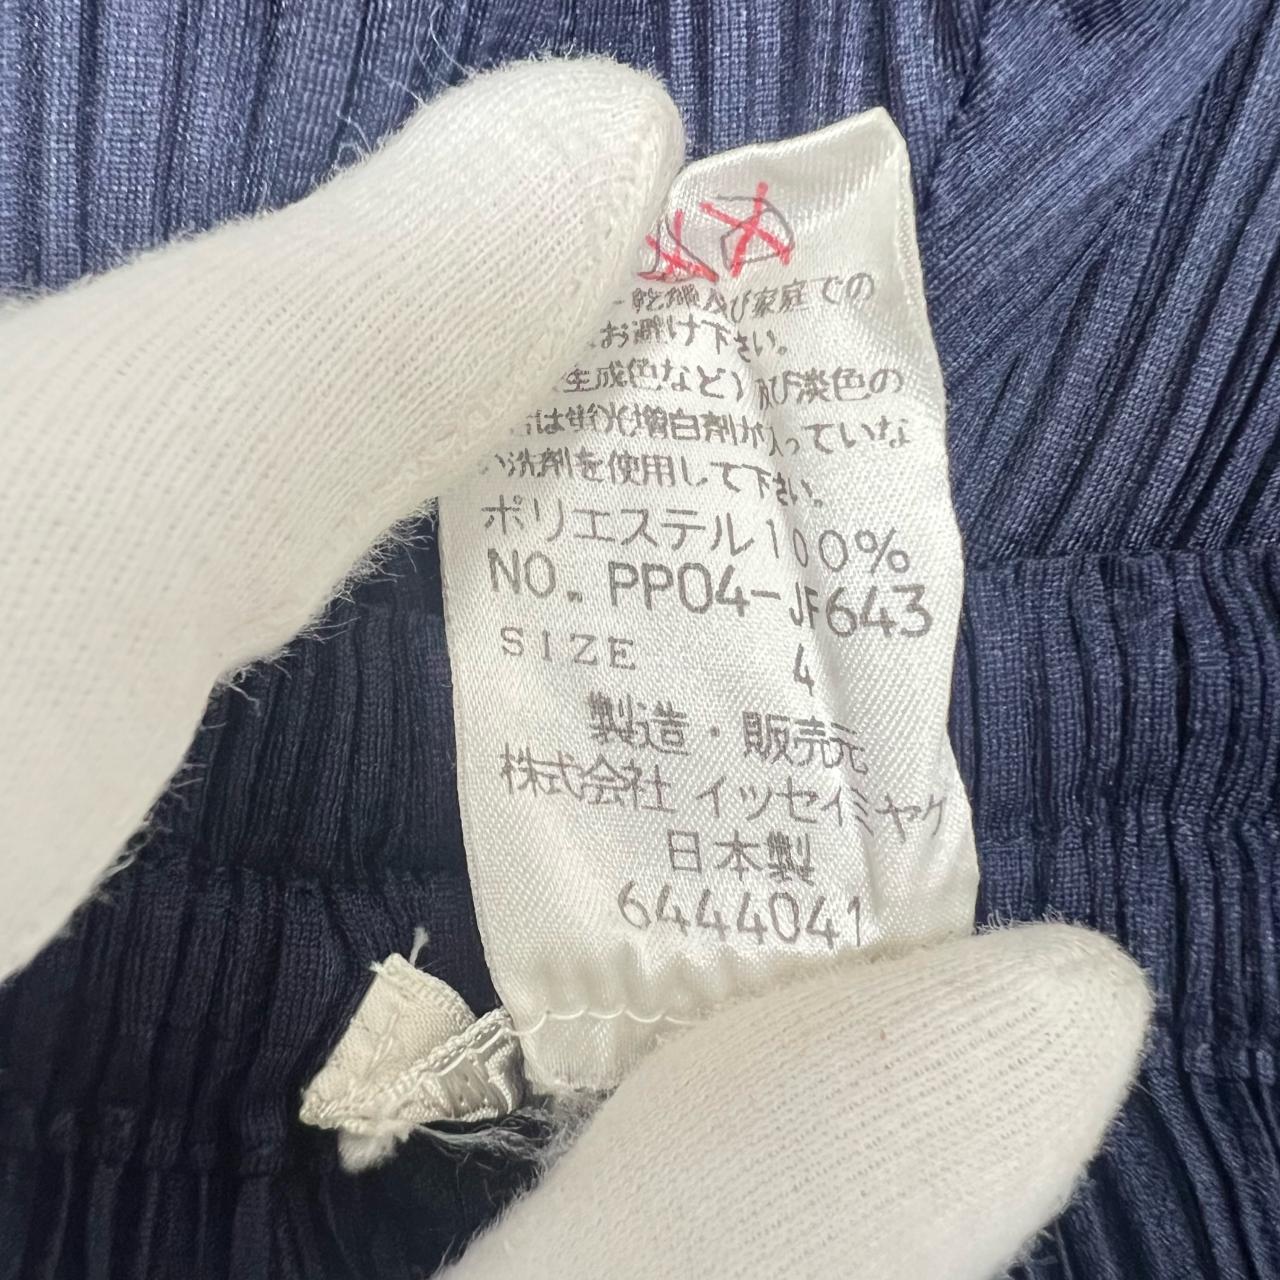 乾燥及び家庭での
お避け下さい。
生成色など)及び淡色の
は蛍光増白剤が入っていな
い洗剤を使用して下さい。
ポリエステル100%
NO. PP04-JF643
SIZE 4
製造・販売元
株式会社 イッセイミヤケ
日本製
6444041